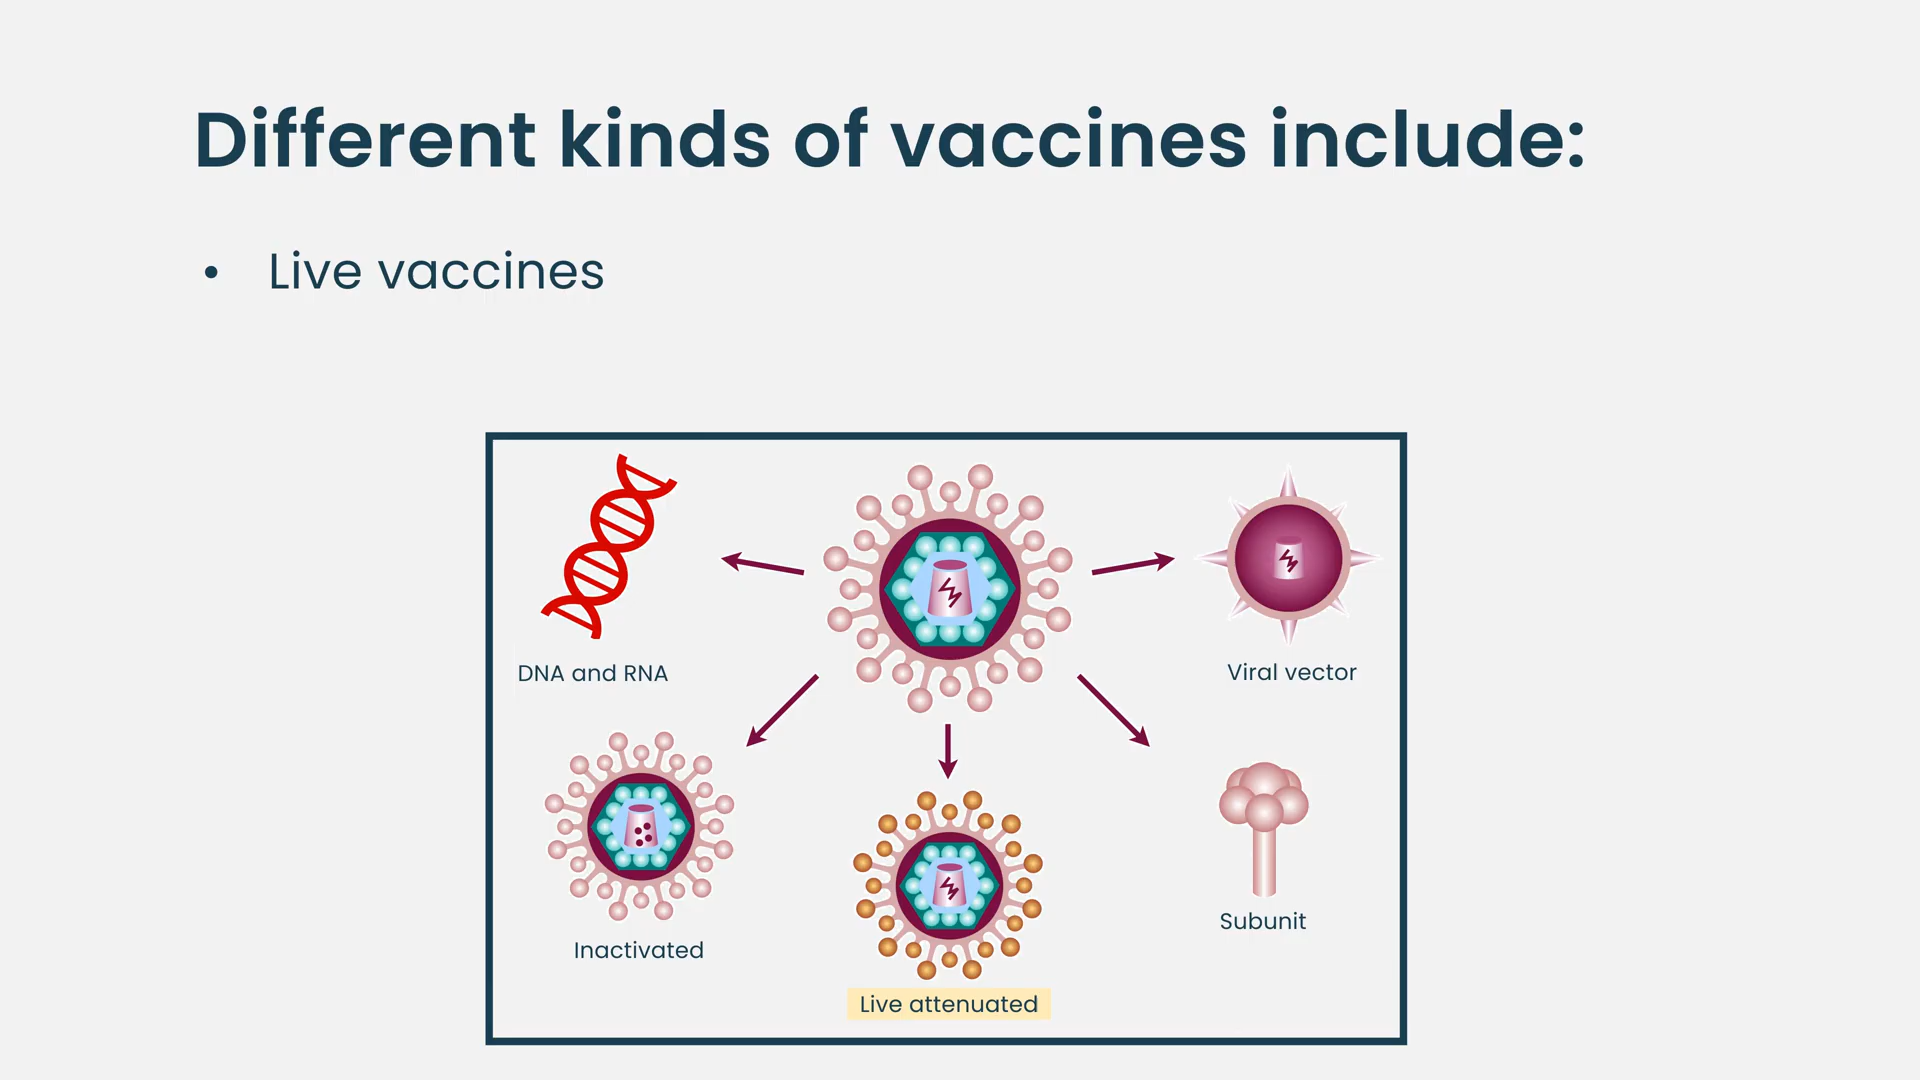 Different kinds of vaccines include:
• Live vaccines
DNA and RNA
Viral vector
Inactivated
Subunit
Live attenuated